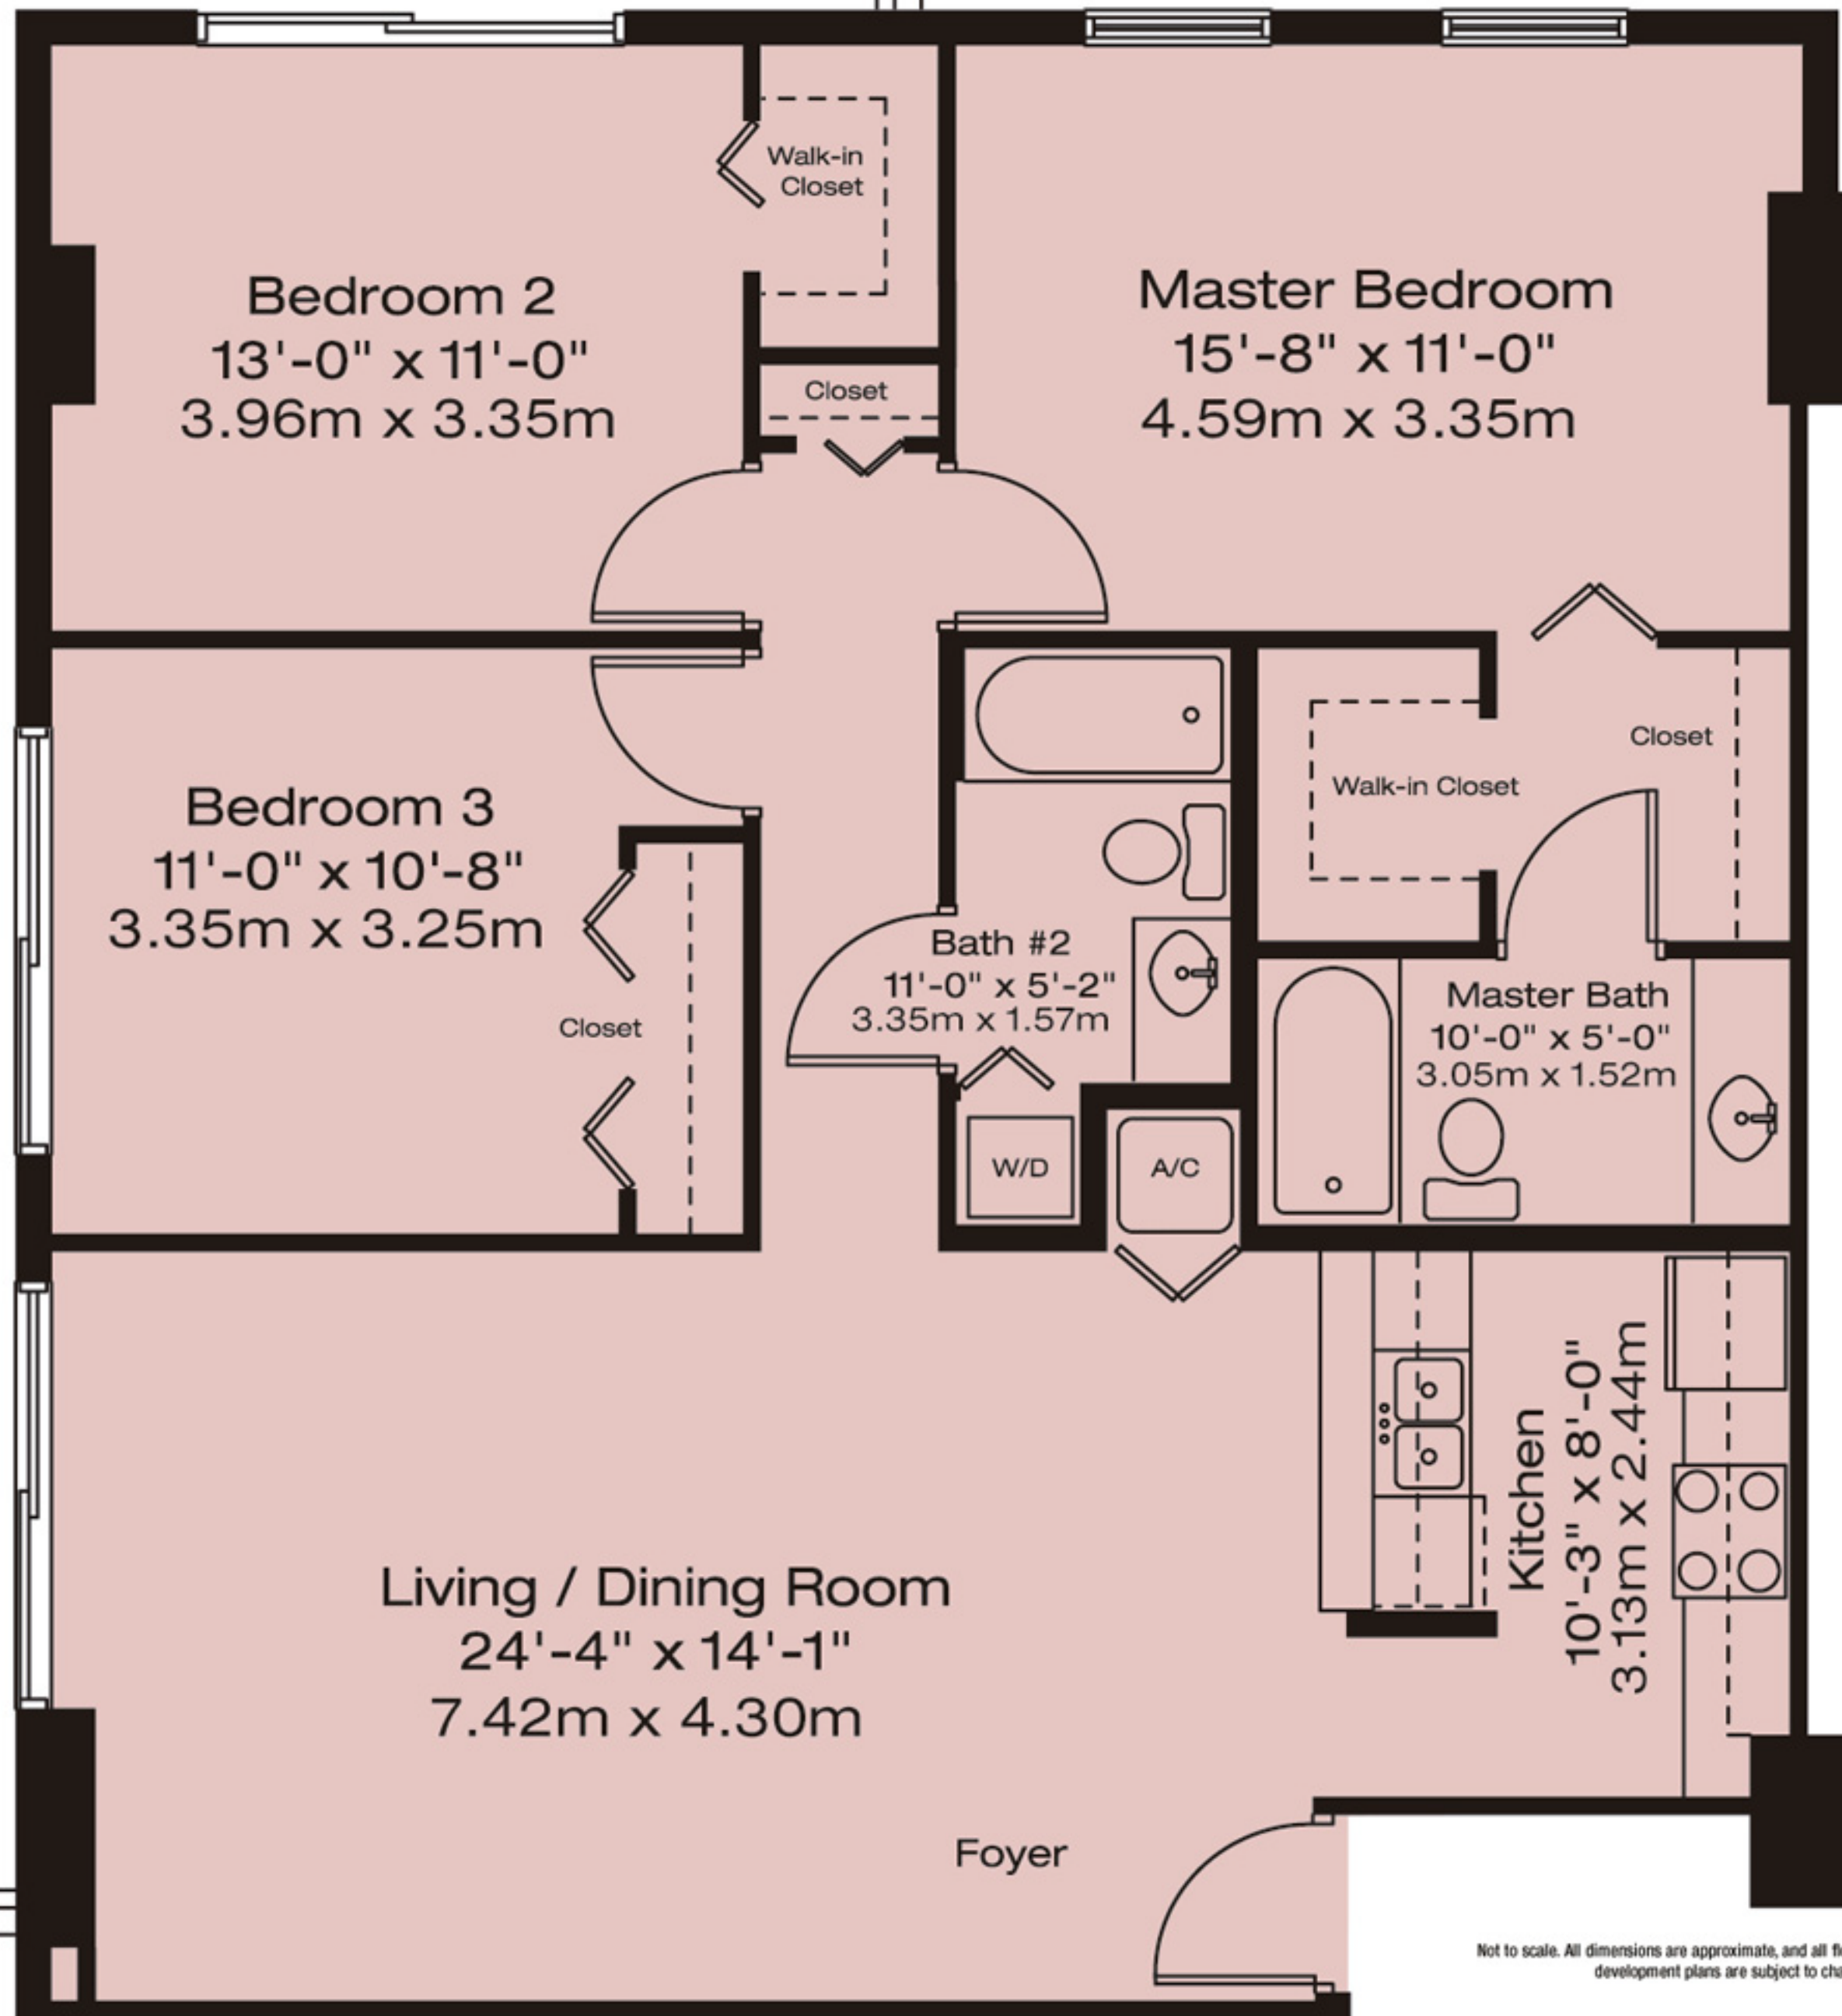 Walk-in
Closet
Bedroom 2
13'-0" x 11'-0"
3.96m x 3.35m
Master Bedroom
15'-8" x 11'-0"
4.59m x 3.35m
Closet
Bedroom 3
11'-0" x 10'-8"
3.35m x 3.25m
Closet
Closet
Walk-in Closet
Bath #2
11'-0" x 5'-2"
3.35m x 1.57m
Master Bath
10'-0" x 5'-0"
3.05m x 1.52m
W/D
A/C
Kitchen
10'-3" x 8'-0"
3.13m x 2.44m
Living / Dining Room
24'-4" x 14'-1"
7.42m x 4.30m
Foyer
Not to scale. All dimensions are approximate, and all
development plans are subject to